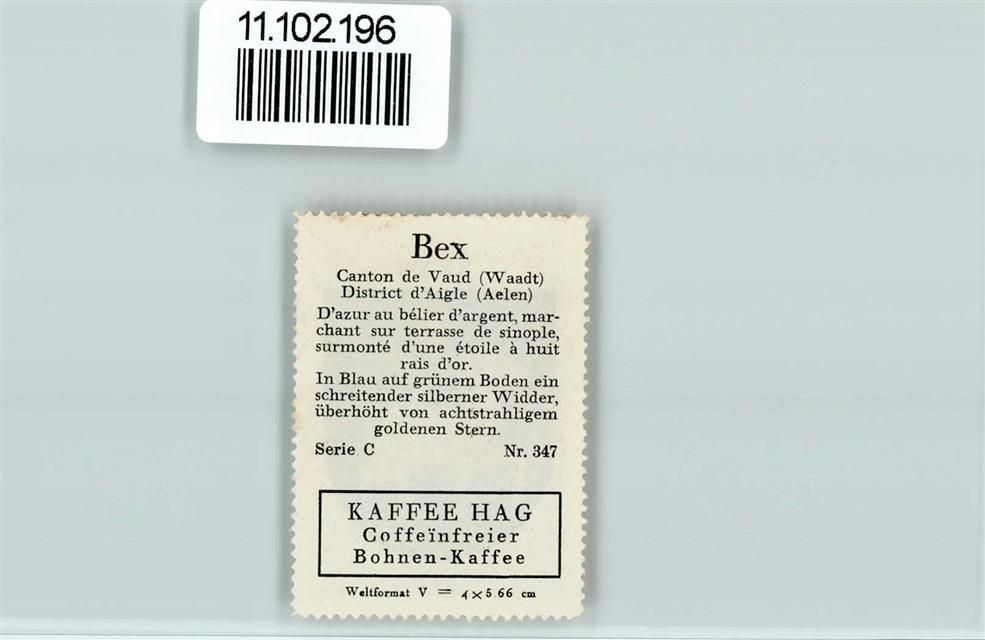 11.102.196
Bex
Canton de Vaud (Waadt)
District d'Aigle (Aelen)
D'azur au bélier d'argent, mar-
chant sur terrasse de sinople,
surmonté d'une étoile à huit
rais d'or.
In Blau auf grünem Boden ein
schreitender silberner Widder,
überhöht von achtstrahligem
goldenen Stern.
Serie C Nr. 347
KAFFEE HAG
Coffeïnfreier
Bohnen-Kaffee
Weltformat V = 4×5 66 cm